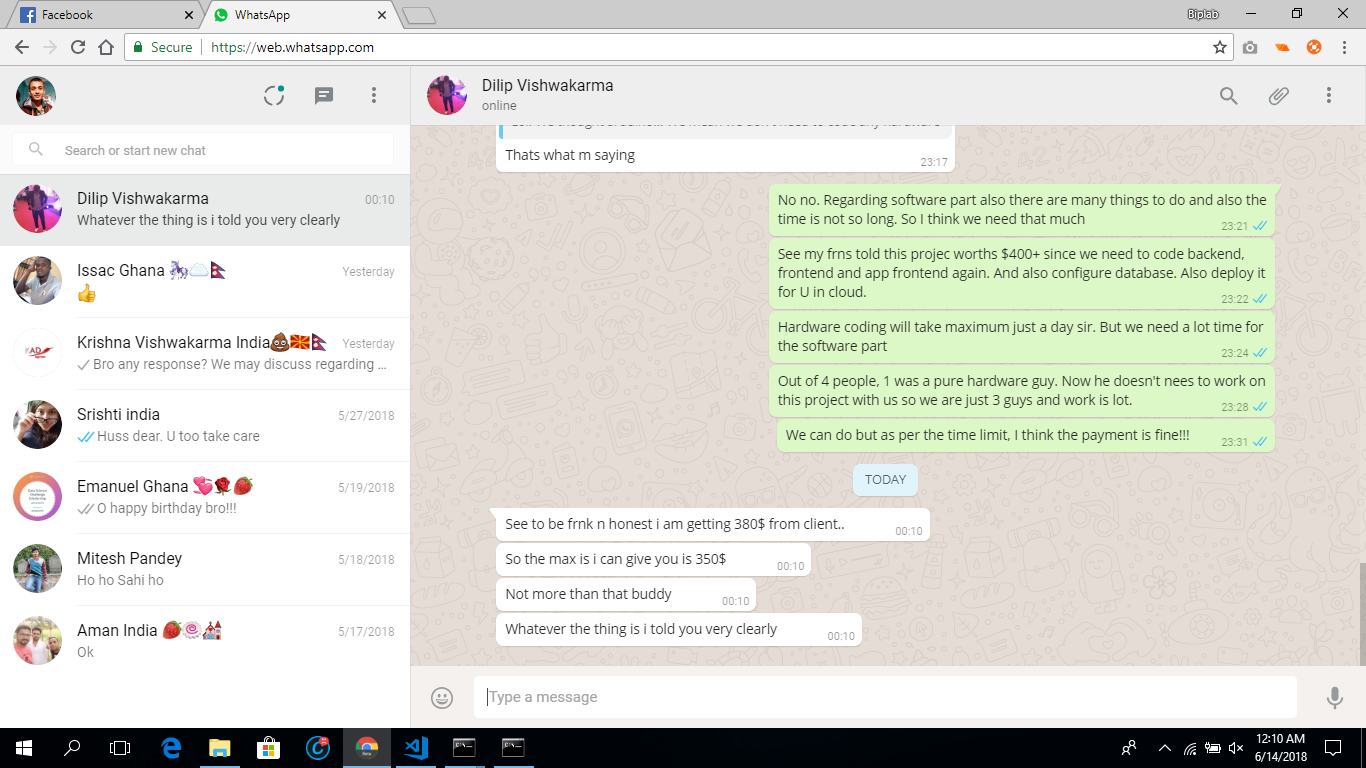 Facebook
WhatsApp
Biplab
Secure
https://web.whatsapp.com
Dilip Vishwakarma
online
Search or start new chat
Dilip Vishwakarma 00:10
Whatever the thing is i told you very clearly
Issac Ghana 🦄☁️🇳🇵 Yesterday
👍
Krishna Vishwakarma India💩🇲🇰🇳🇵 Yesterday
Bro any response? We may discuss regarding ...
Srishti india 5/27/2018
Huss dear. U too take care
Emanuel Ghana 💞🌹🍓 5/19/2018
O happy birthday bro!!!
Mitesh Pandey 5/18/2018
Ho ho Sahi ho
Aman India 🍓🍥💒 5/17/2018
Ok
Thats what m saying
23:17
No no. Regarding software part also there are many things to do and also the
time is not so long. So I think we need that much
23:21
See my frns told this projec worths $400+ since we need to code backend,
frontend and app frontend again. And also configure database. Also deploy it
for U in cloud.
23:22
Hardware coding will take maximum just a day sir. But we need a lot time for
the software part
23:24
Out of 4 people, 1 was a pure hardware guy. Now he doesn't nees to work on
this project with us so we are just 3 guys and work is lot.
23:28
We can do but as per the time limit, I think the payment is fine!!!
23:31
TODAY
See to be frnk n honest i am getting 380$ from client..
00:10
So the max is i can give you is 350$
00:10
Not more than that buddy
00:10
Whatever the thing is i told you very clearly
00:10
Type a message
12:10 AM
6/14/2018